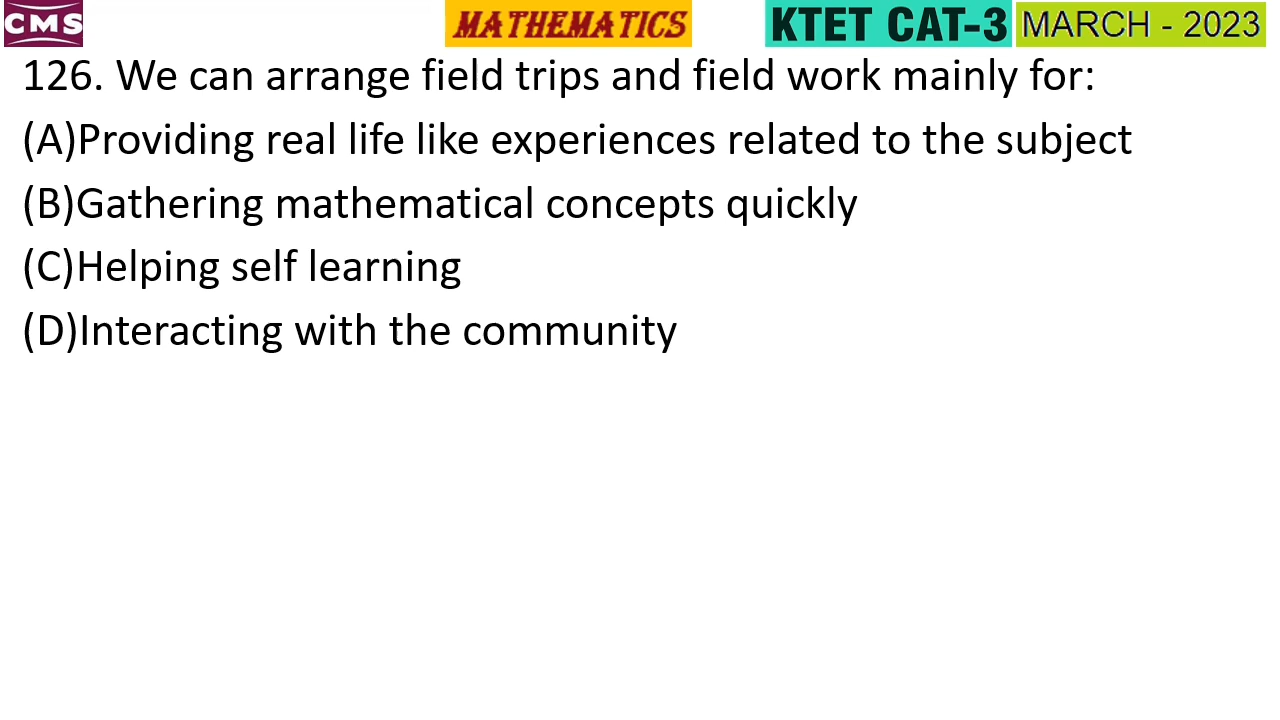 CMS
MATHEMATICS
KTET CAT-3
MARCH - 2023
126. We can arrange field trips and field work mainly for:
(A)Providing real life like experiences related to the subject
(B)Gathering mathematical concepts quickly
(C)Helping self learning
(D)Interacting with the community